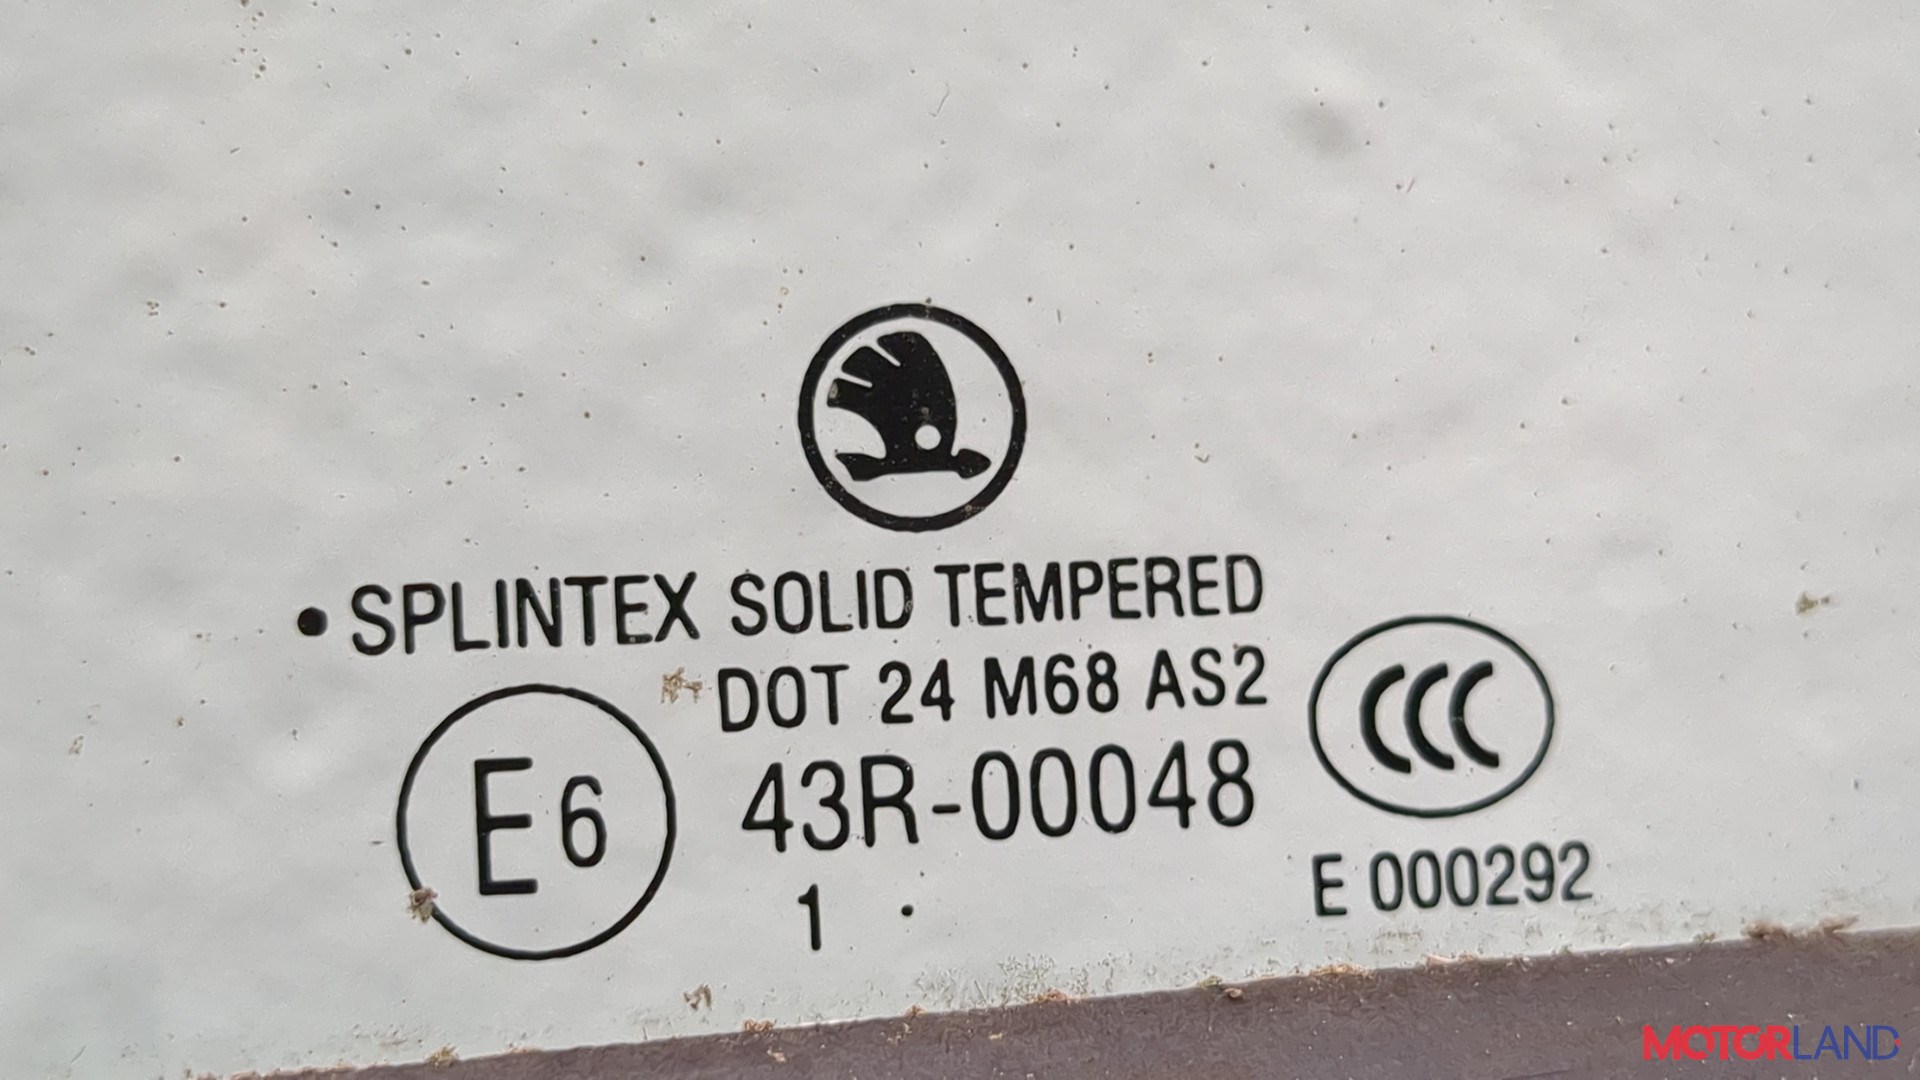 • SPLINTEX SOLID TEMPERED
DOT 24 M68 AS2
E6
43R-00048
CCC
1 .
E 000292
MOTORLAND